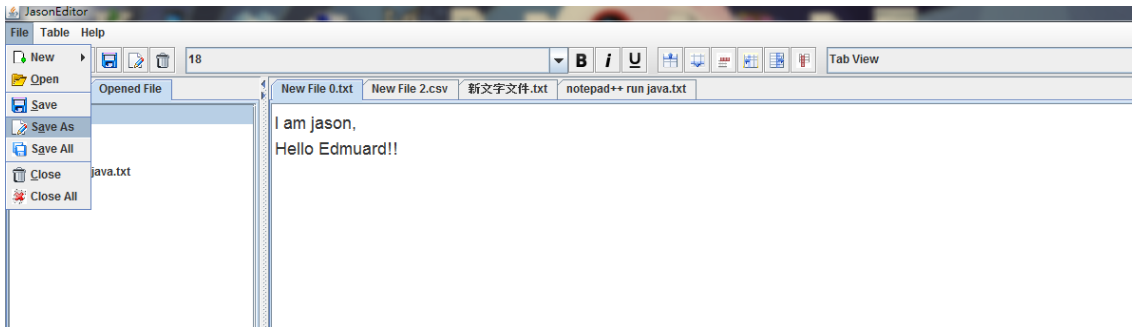 JasonEditor
File Table Help
New
Open
Save
Save As
Save All
Close
Close All
18
B i U
Tab View
Opened File
java.txt
New File 0.txt New File 2.csv 新文字文件.txt notepad++ run java.txt
I am jason,
Hello Edmuard!!